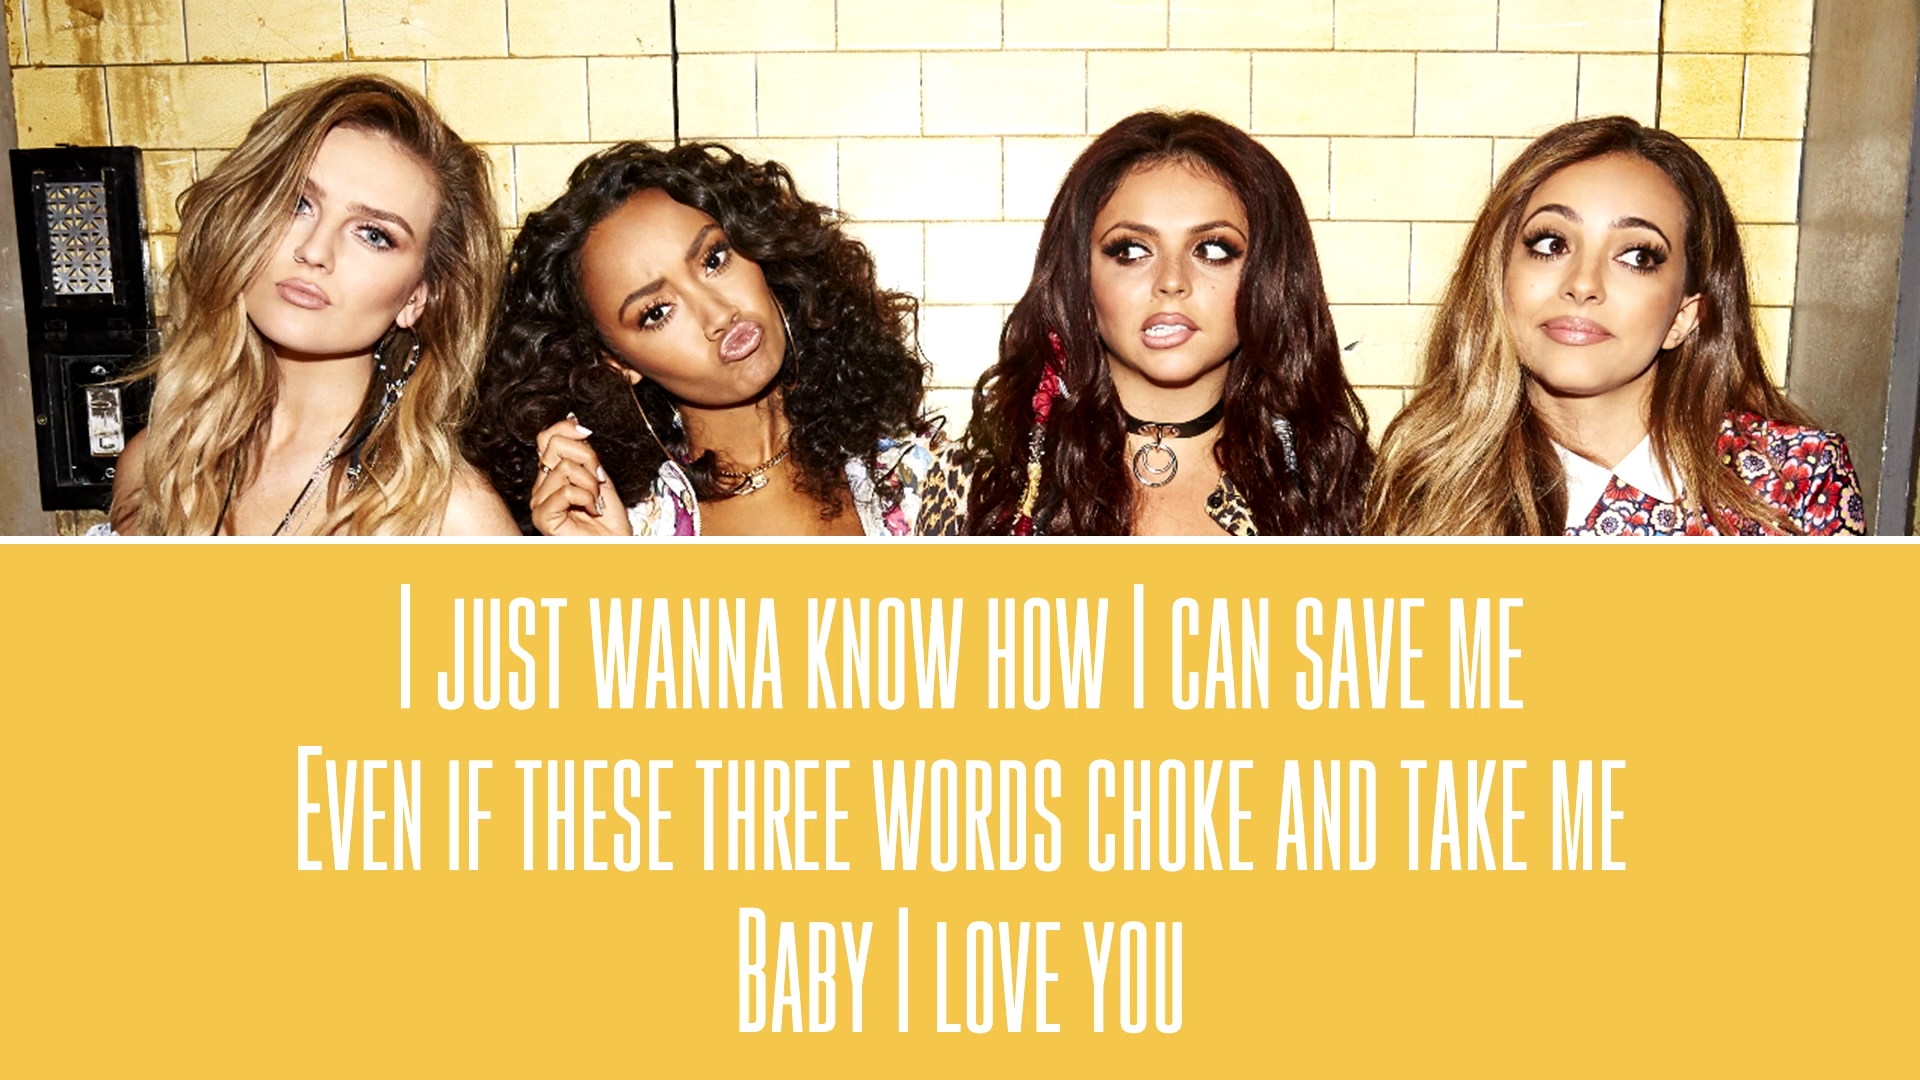 I just wanna know how I can save me
Even if these three words choke and take me
Baby I love you